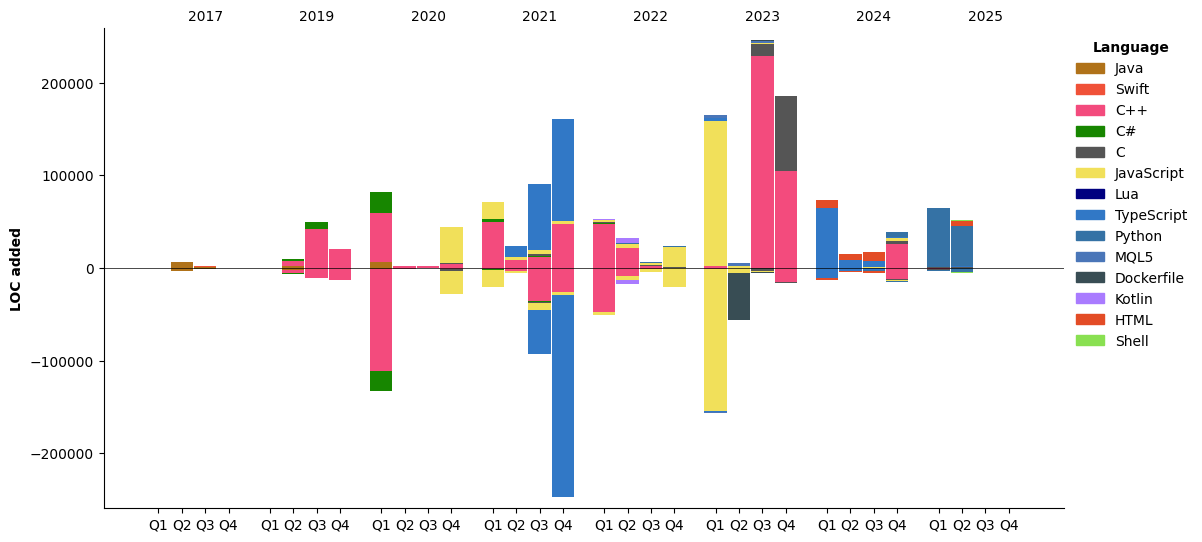 2017 2019 2020 2021 2022 2023 2024 2025
Language
Java
Swift
C++
C#
C
JavaScript
Lua
TypeScript
Python
MQL5
Dockerfile
Kotlin
HTML
Shell
LOC added
200000
100000
0
−100000
−200000
Q1 Q2 Q3 Q4 Q1 Q2 Q3 Q4 Q1 Q2 Q3 Q4 Q1 Q2 Q3 Q4 Q1 Q2 Q3 Q4 Q1 Q2 Q3 Q4 Q1 Q2 Q3 Q4 Q1 Q2 Q3 Q4